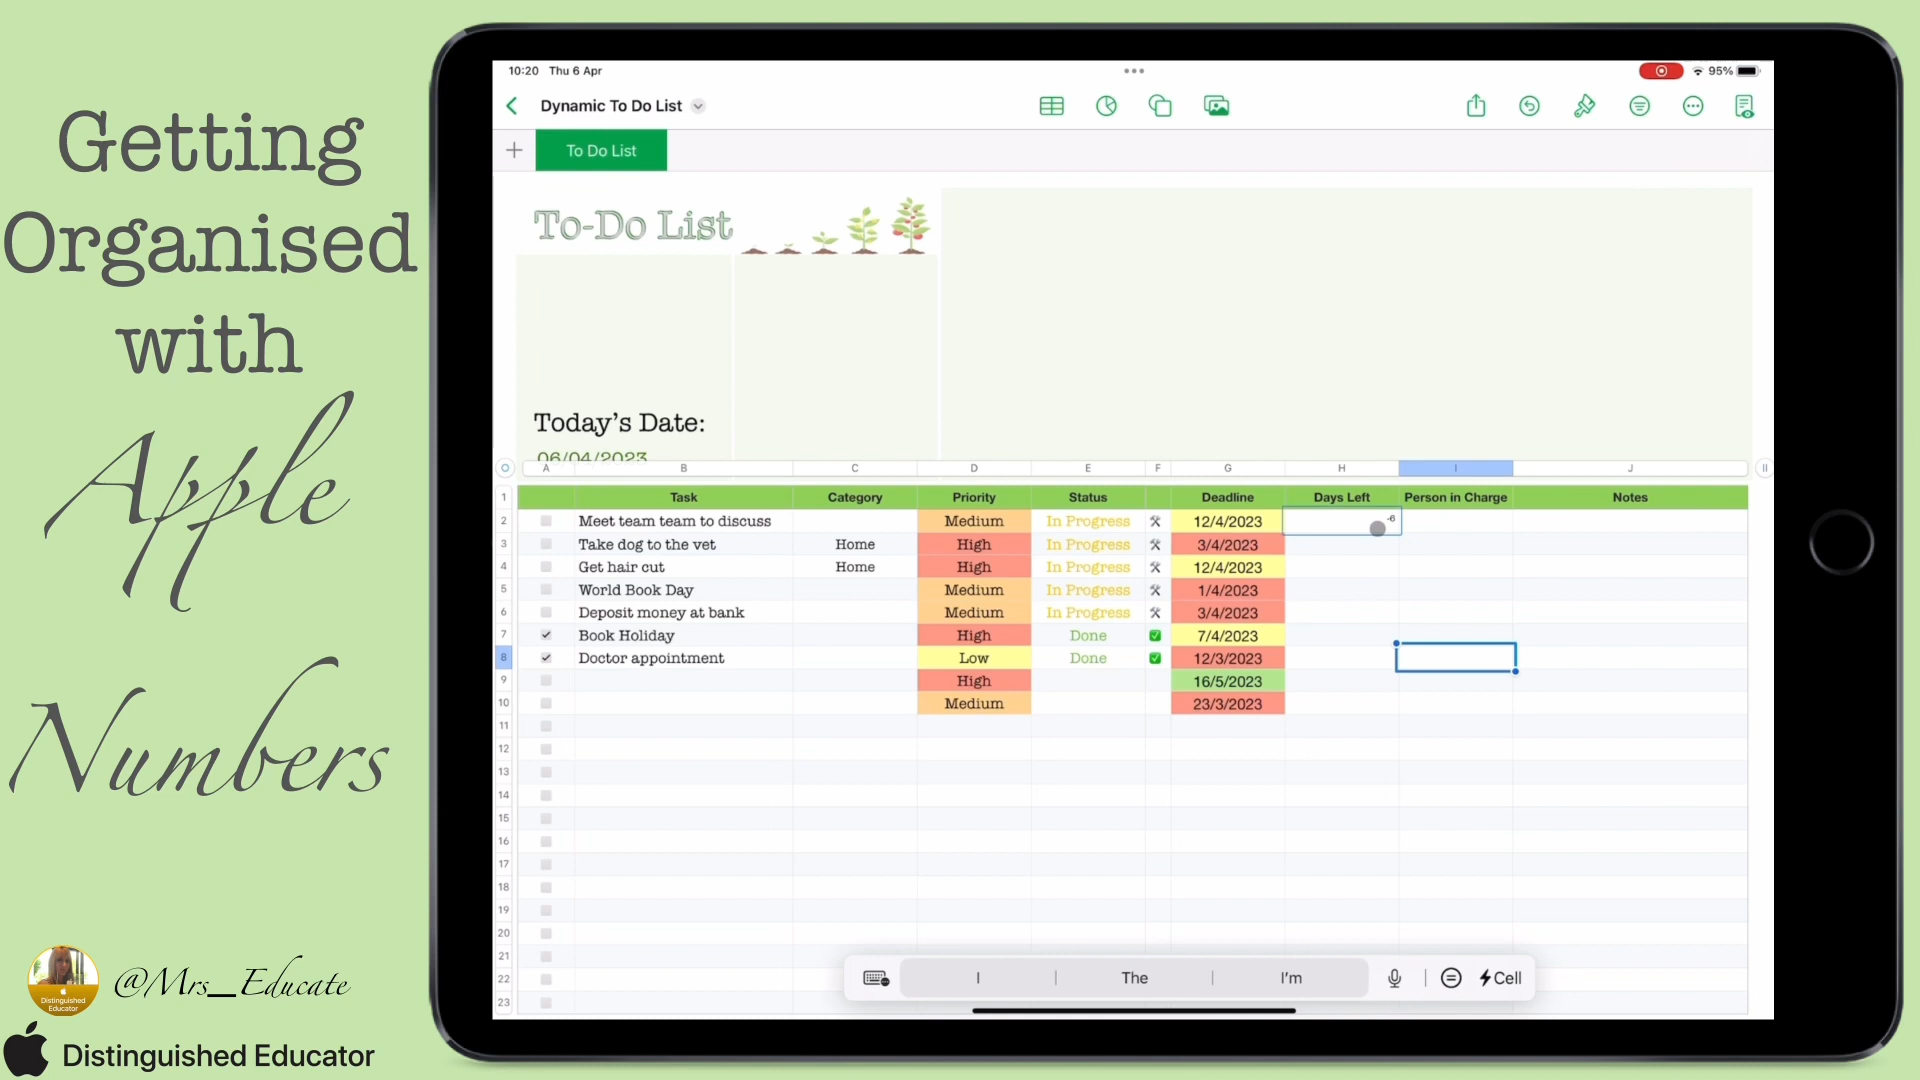 Getting
Organised
with
Apple
Numbers
@Mrs_Educate
Distinguished
Educator
Distinguished Educator
10:20 Thu 6 Apr
95%
Dynamic To Do List
To Do List
To-Do List
Today's Date:
06/04/2023
A B C D E F G H I J
1 Task Category Priority Status Deadline Days Left Person in Charge Notes
2 Meet team team to discuss Medium In Progress 12/4/2023 -6
3 Take dog to the vet Home High In Progress 3/4/2023
4 Get hair cut Home High In Progress 12/4/2023
5 World Book Day Medium In Progress 1/4/2023
6 Deposit money at bank Medium In Progress 3/4/2023
7 Book Holiday High Done 7/4/2023
8 Doctor appointment Low Done 12/3/2023
9 High 16/5/2023
10 Medium 23/3/2023
11
12
13
14
15
16
17
18
19
20
21
22
23
I The I'm Cell